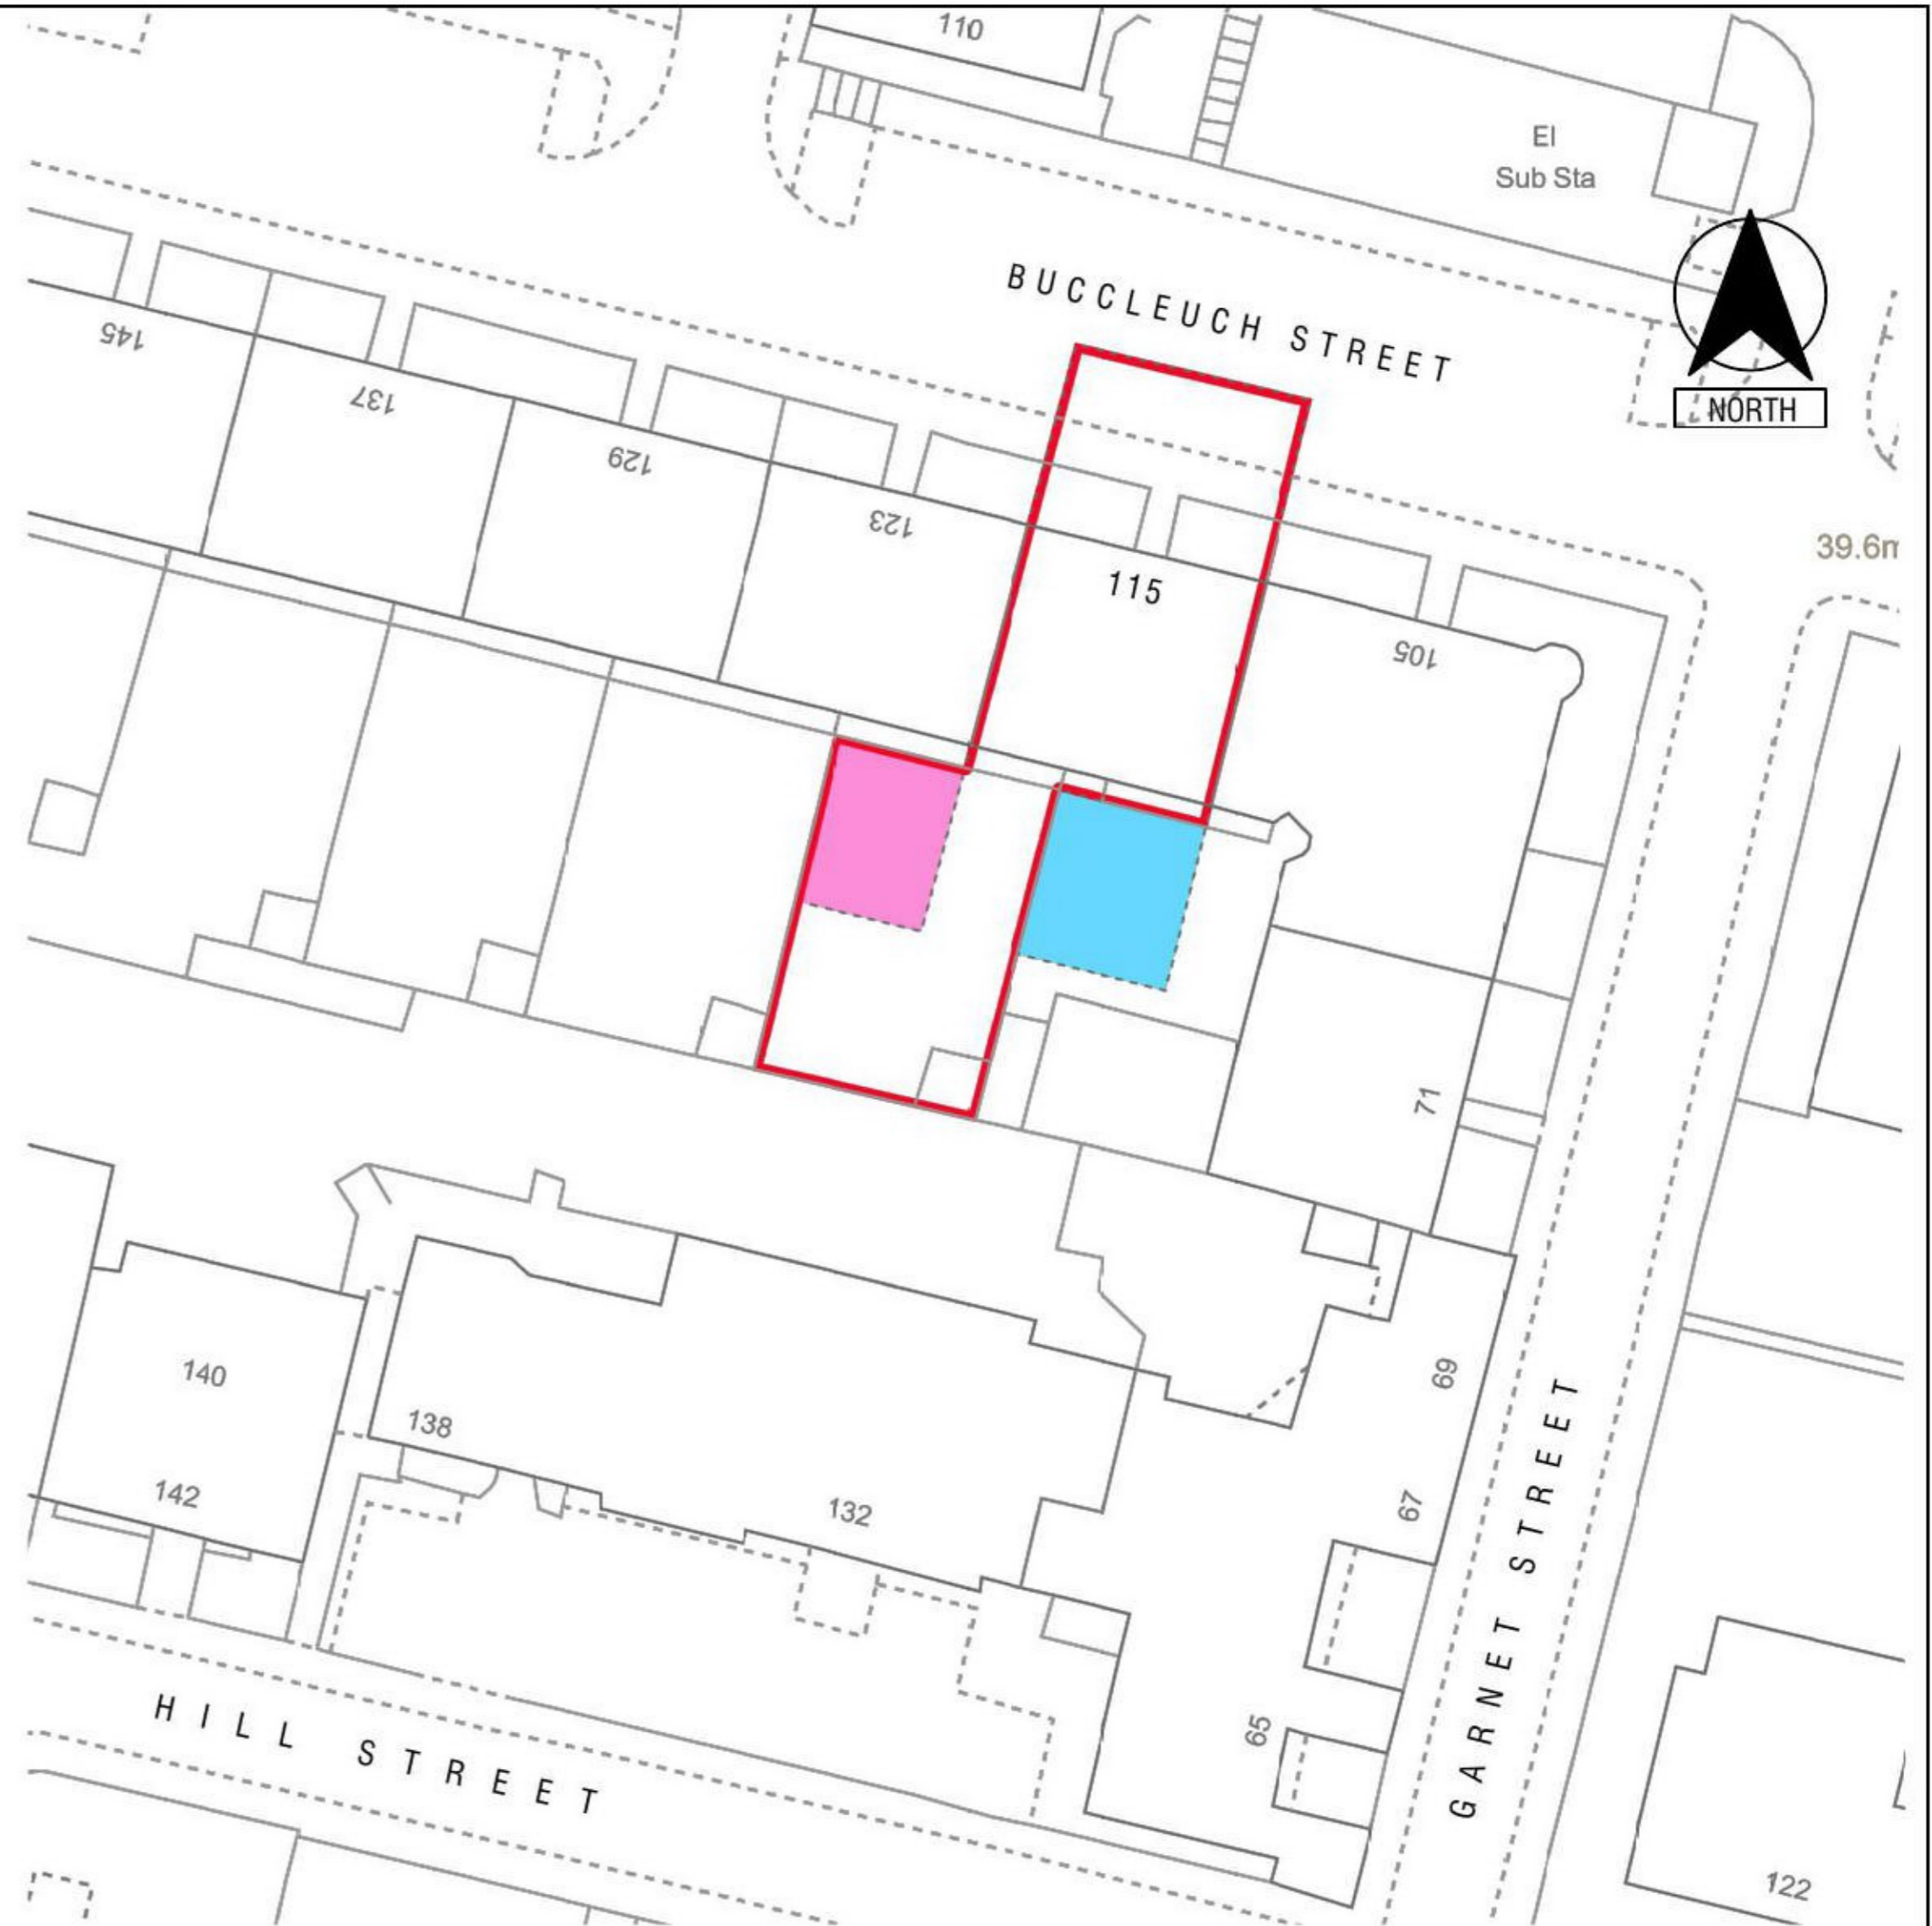 110
El
Sub Sta
BUCCLEUCH STREET
NORTH
145
137
129
123
115
105
39.6m
71
140
138
142
132
69
67
65
GARNET STREET
HILL STREET
122